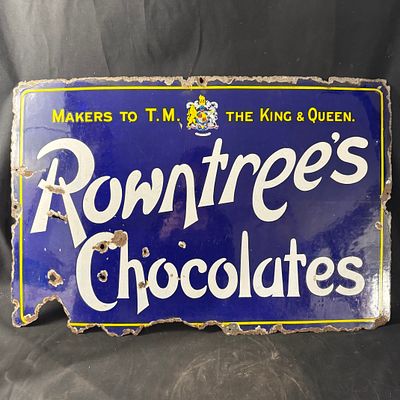 MAKERS TO T.M. THE KING & QUEEN.
Rowntree's
Chocolates